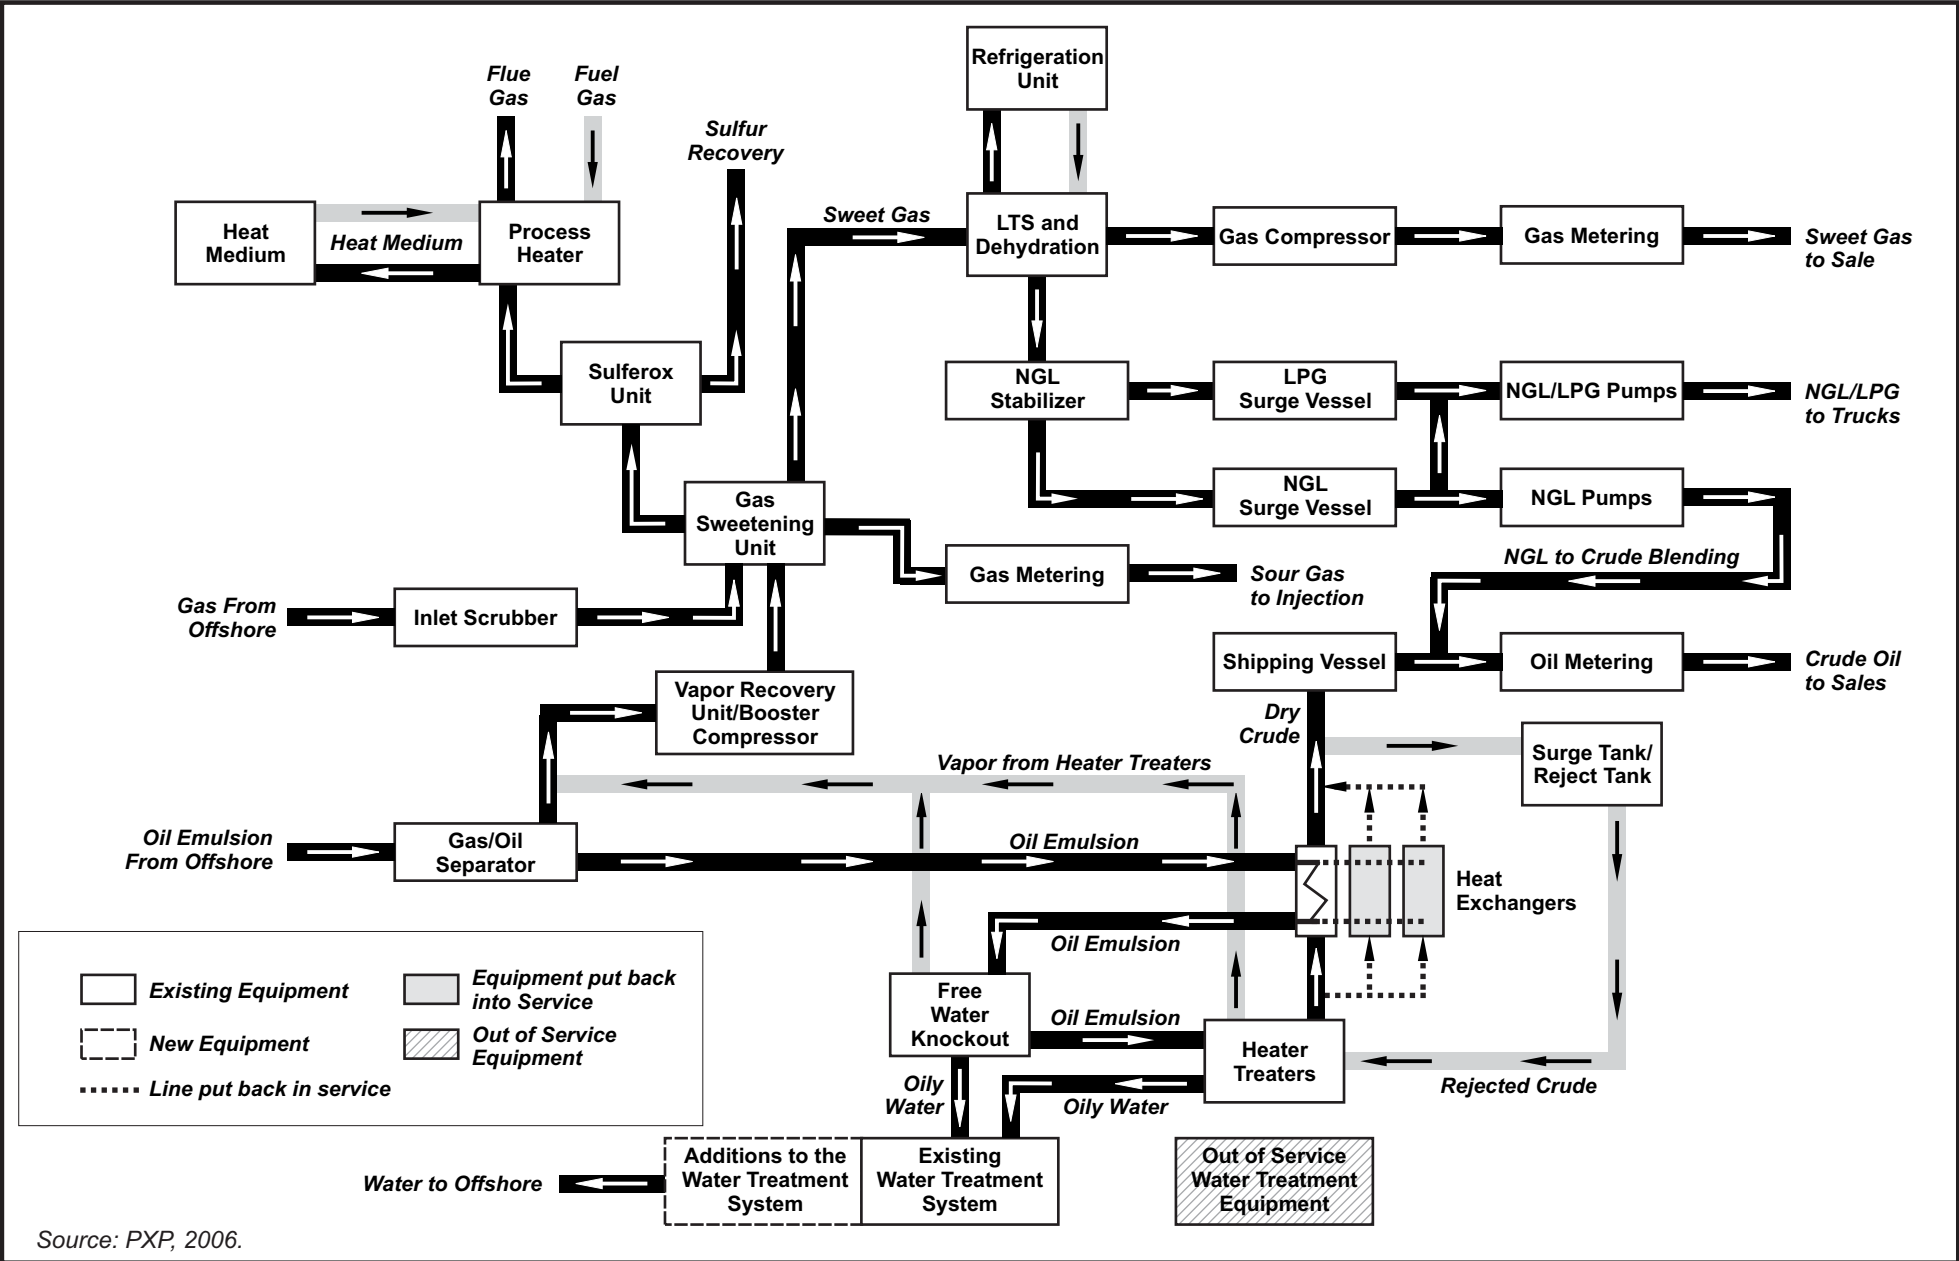 Refrigeration
Unit
Flue
Gas
Fuel
Gas
Sulfur
Recovery
Heat
Medium
Heat Medium
Process
Heater
Sweet Gas
LTS and
Dehydration
Gas Compressor
Gas Metering
Sweet Gas
to Sale
Sulferox
Unit
NGL
Stabilizer
LPG
Surge Vessel
NGL/LPG Pumps
NGL/LPG
to Trucks
Gas
Sweetening
Unit
NGL
Surge Vessel
NGL Pumps
NGL to Crude Blending
Gas Metering
Sour Gas
to Injection
Gas From
Offshore
Inlet Scrubber
Shipping Vessel
Oil Metering
Crude Oil
to Sales
Vapor Recovery
Unit/Booster
Compressor
Dry
Crude
Surge Tank/
Reject Tank
Vapor from Heater Treaters
Oil Emulsion
From Offshore
Gas/Oil
Separator
Oil Emulsion
Heat
Exchangers
Oil Emulsion
Existing Equipment
Equipment put back
into Service
New Equipment
Out of Service
Equipment
Line put back in service
Free
Water
Knockout
Oil Emulsion
Heater
Treaters
Rejected Crude
Oily
Water
Oily Water
Water to Offshore
Additions to the
Water Treatment
System
Existing
Water Treatment
System
Out of Service
Water Treatment
Equipment
Source: PXP, 2006.